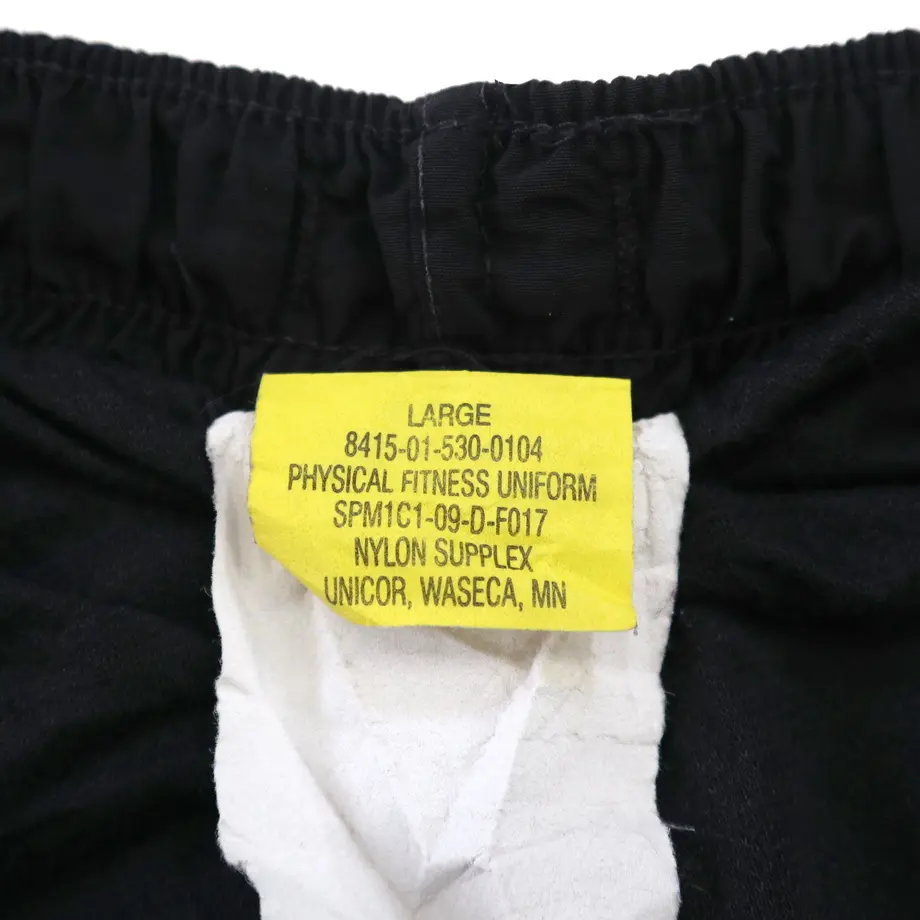 LARGE
8415-01-530-0104
PHYSICAL FITNESS UNIFORM
SPM1C1-09-D-F017
NYLON SUPPLEX
UNICOR, WASECA, MN